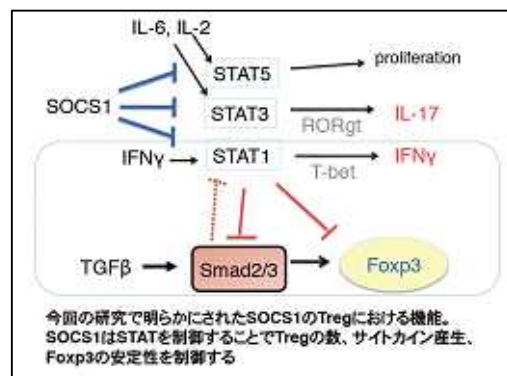 IL-6, IL-2
STAT5
proliferation
SOCS1
STAT3
IL-17
RORgt
IFNγ
STAT1
IFNγ
T-bet
TGFβ
Smad2/3
Foxp3
今回の研究で明らかにされたSOCS1のTregにおける機能。
SOCS1はSTATを制御することでTregの数、サイトカイン産生、
Foxp3の安定性を制御する